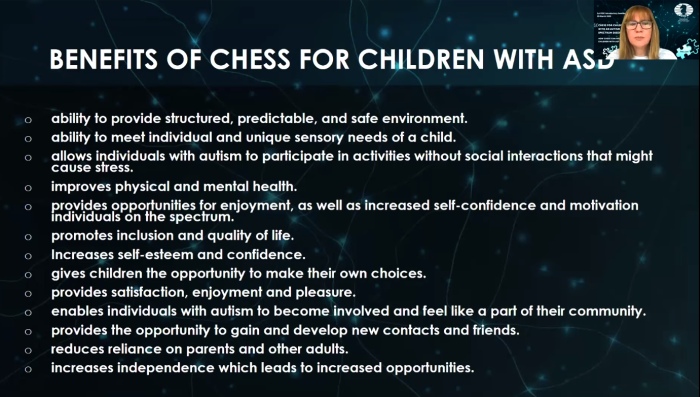 BENEFITS OF CHESS FOR CHILDREN WITH ASD
ability to provide structured, predictable, and safe environment.
ability to meet individual and unique sensory needs of a child.
allows individuals with autism to participate in activities without social interactions that might
cause stress.
improves physical and mental health.
provides opportunities for enjoyment, as well as increased self-confidence and motivation
individuals on the spectrum.
promotes inclusion and quality of life.
Increases self-esteem and confidence.
gives children the opportunity to make their own choices.
provides satisfaction, enjoyment and pleasure.
enables individuals with autism to become involved and feel like a part of their community.
provides the opportunity to gain and develop new contacts and friends.
reduces reliance on parents and other adults.
increases independence which leads to increased opportunities.